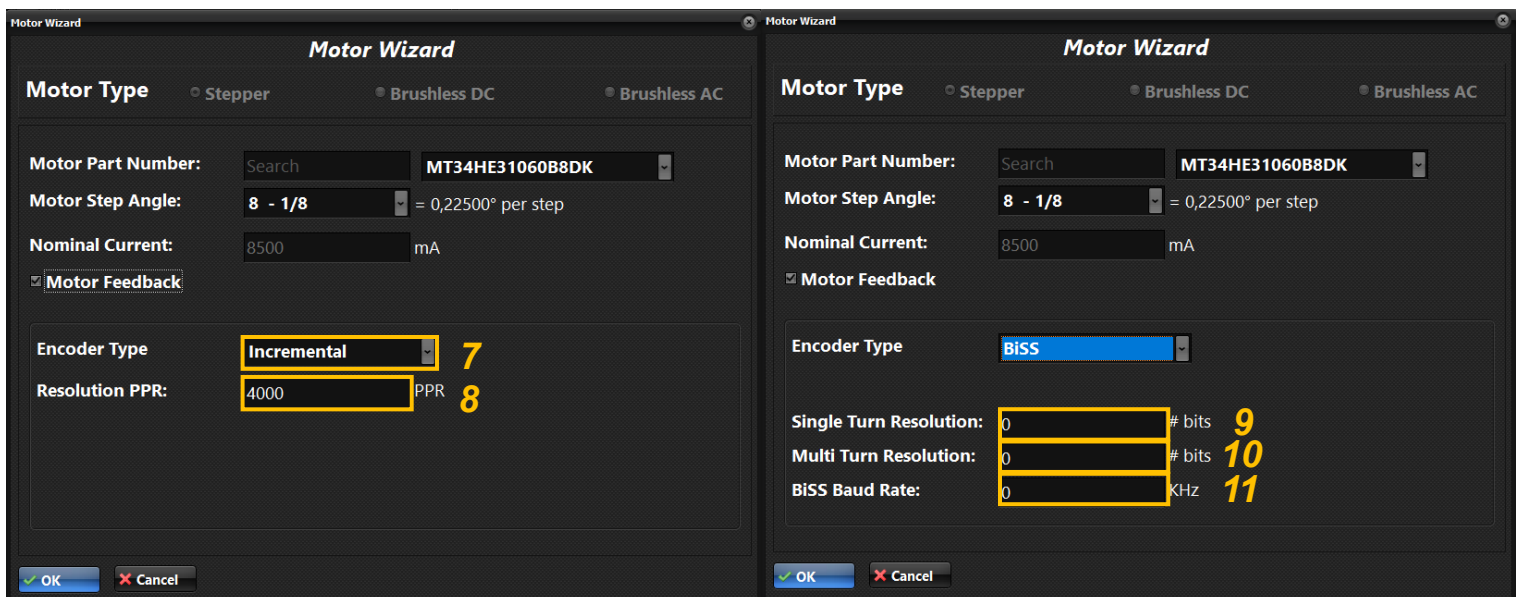 Motor Wizard
Motor Wizard
Motor Type Stepper Brushless DC Brushless AC
Motor Part Number: Search MT34HE31060B8DK
Motor Step Angle: 8 - 1/8 = 0,22500° per step
Nominal Current: 8500 mA
Motor Feedback
Encoder Type Incremental 7
Resolution PPR: 4000 PPR 8
OK Cancel
Motor Wizard
Motor Wizard
Motor Type Stepper Brushless DC Brushless AC
Motor Part Number: Search MT34HE31060B8DK
Motor Step Angle: 8 - 1/8 = 0,22500° per step
Nominal Current: 8500 mA
Motor Feedback
Encoder Type BiSS
Single Turn Resolution: 0 # bits 9
Multi Turn Resolution: 0 # bits 10
BiSS Baud Rate: 0 KHz 11
OK Cancel